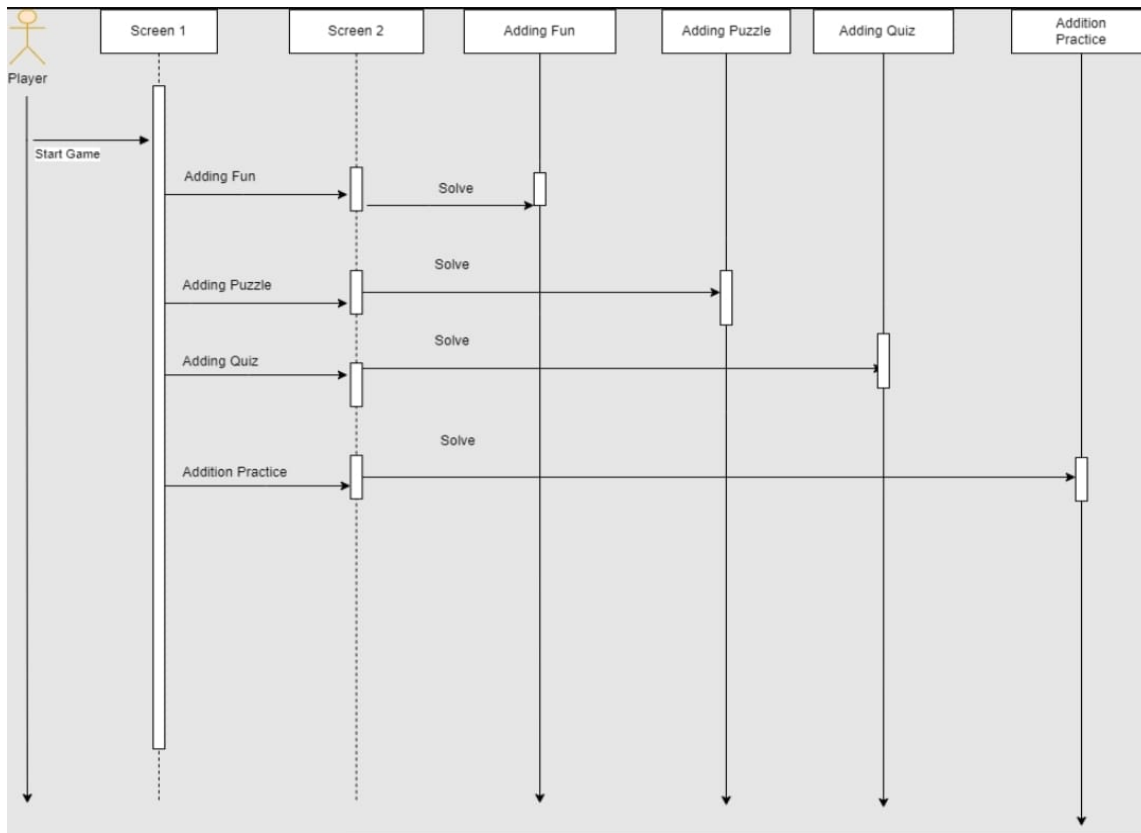 Screen 1
Screen 2
Adding Fun
Adding Puzzle
Adding Quiz
Addition
Practice
Player
Start Game
Adding Fun
Solve
Adding Puzzle
Solve
Adding Quiz
Solve
Addition Practice
Solve